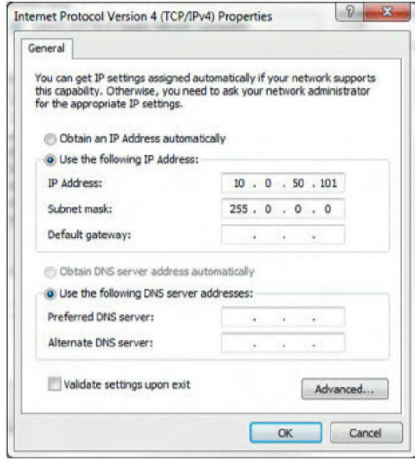 Internet Protocol Version 4 (TCP/IPv4) Properties
General
You can get IP settings assigned automatically if your network supports
this capability. Otherwise, you need to ask your network administrator
for the appropriate IP settings.
Obtain an IP Address automatically
Use the following IP Address:
IP Address: 10 . 0 . 50 . 101
Subnet mask: 255 . 0 . 0 . 0
Default gateway: . . .
Obtain DNS server address automatically
Use the following DNS server addresses:
Preferred DNS server: . . .
Alternate DNS server: . . .
Validate settings upon exit
Advanced...
OK Cancel